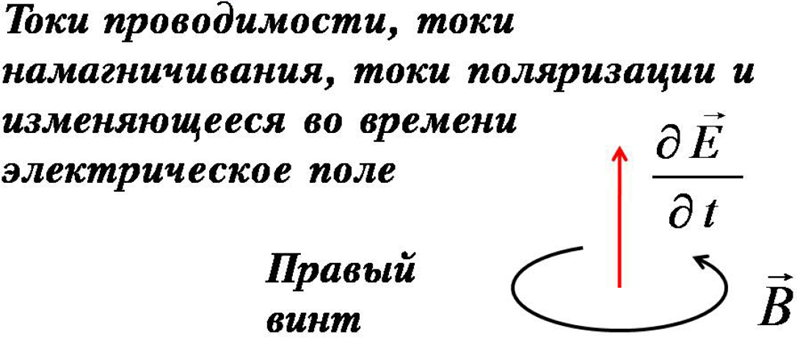 Токи проводимости, токи
намагничивания, токи поляризации и
изменяющееся во времени
электрическое поле
∂E⃗
∂t
Правый
винт
B⃗